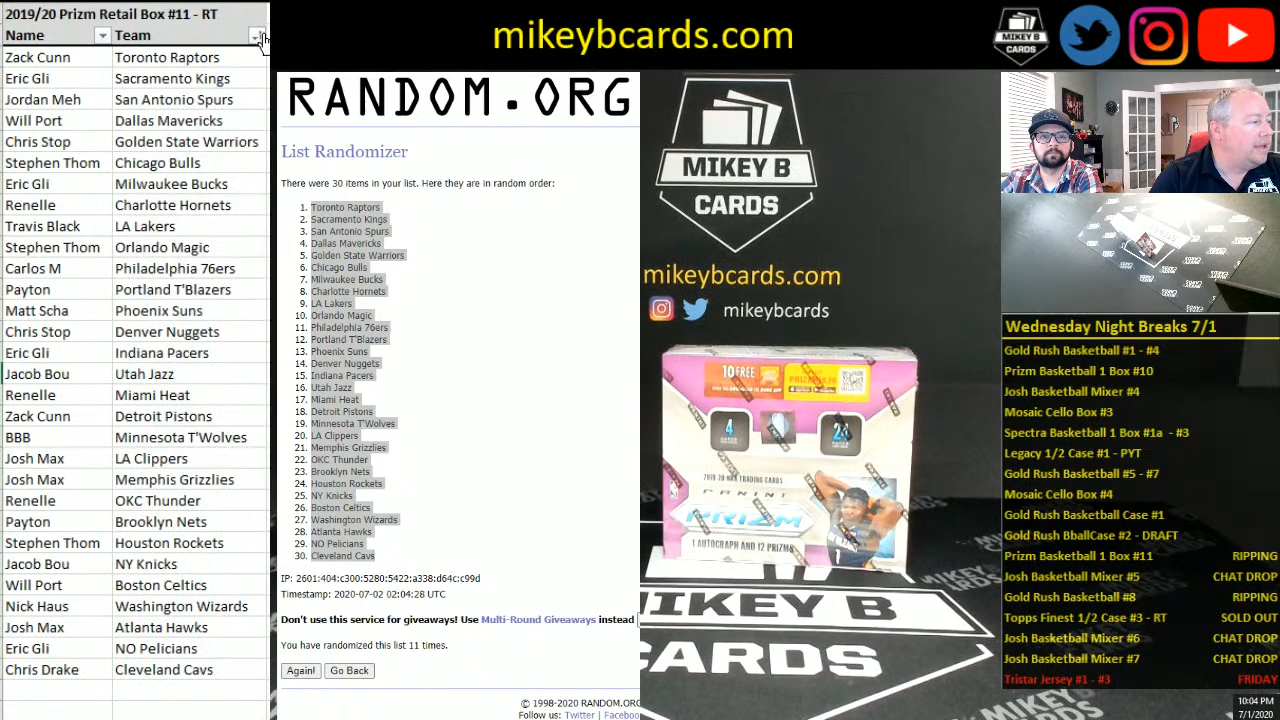 2019/20 Prizm Retail Box #11 - RT
Name Team
Zack Cunn Toronto Raptors
Eric Gli Sacramento Kings
Jordan Meh San Antonio Spurs
Will Port Dallas Mavericks
Chris Stop Golden State Warriors
Stephen Thom Chicago Bulls
Eric Gli Milwaukee Bucks
Renelle Charlotte Hornets
Travis Black LA Lakers
Stephen Thom Orlando Magic
Carlos M Philadelphia 76ers
Payton Portland T'Blazers
Matt Scha Phoenix Suns
Chris Stop Denver Nuggets
Eric Gli Indiana Pacers
Jacob Bou Utah Jazz
Renelle Miami Heat
Zack Cunn Detroit Pistons
BBB Minnesota T'Wolves
Josh Max LA Clippers
Josh Max Memphis Grizzlies
Renelle OKC Thunder
Payton Brooklyn Nets
Stephen Thom Houston Rockets
Jacob Bou NY Knicks
Will Port Boston Celtics
Nick Haus Washington Wizards
Josh Max Atlanta Hawks
Eric Gli NO Pelicians
Chris Drake Cleveland Cavs
mikeybcards.com
MIKEY B
CARDS
RANDOM.ORG
List Randomizer
There were 30 items in your list. Here they are in random order:
1. Toronto Raptors
2. Sacramento Kings
3. San Antonio Spurs
4. Dallas Mavericks
5. Golden State Warriors
6. Chicago Bulls
7. Milwaukee Bucks
8. Charlotte Hornets
9. LA Lakers
10. Orlando Magic
11. Philadelphia 76ers
12. Portland T'Blazers
13. Phoenix Suns
14. Denver Nuggets
15. Indiana Pacers
16. Utah Jazz
17. Miami Heat
18. Detroit Pistons
19. Minnesota T'Wolves
20. LA Clippers
21. Memphis Grizzlies
22. OKC Thunder
23. Brooklyn Nets
24. Houston Rockets
25. NY Knicks
26. Boston Celtics
27. Washington Wizards
28. Atlanta Hawks
29. NO Pelicians
30. Cleveland Cavs
IP: 2601:404:c300:5280:5422:a338:d64c:c99d
Timestamp: 2020-07-02 02:04:28 UTC
Don't use this service for giveaways! Use Multi-Round Giveaways instead
You have randomized this list 11 times.
Again! Go Back
© 1998-2020 RANDOM.ORG
Follow us: Twitter | Faceboo
MIKEY B
CARDS
mikeybcards.com
mikeybcards
10 FREE
4
24
2019-20 NBA TRADING CARDS
PANINI
PRIZM
1 AUTOGRAPH AND 12 PRIZMS
MIKEY B
CARDS
Wednesday Night Breaks 7/1
Gold Rush Basketball #1 - #4
Prizm Basketball 1 Box #10
Josh Basketball Mixer #4
Mosaic Cello Box #3
Spectra Basketball 1 Box #1a - #3
Legacy 1/2 Case #1 - PYT
Gold Rush Basketball #5 - #7
Mosaic Cello Box #4
Gold Rush Basketball Case #1
Gold Rush BballCase #2 - DRAFT
Prizm Basketball 1 Box #11 RIPPING
Josh Basketball Mixer #5 CHAT DROP
Gold Rush Basketball #8 RIPPING
Topps Finest 1/2 Case #3 - RT SOLD OUT
Josh Basketball Mixer #6 CHAT DROP
Josh Basketball Mixer #7 CHAT DROP
Tristar Jersey #1 - #3 FRIDAY
10:04 PM
7/1/2020